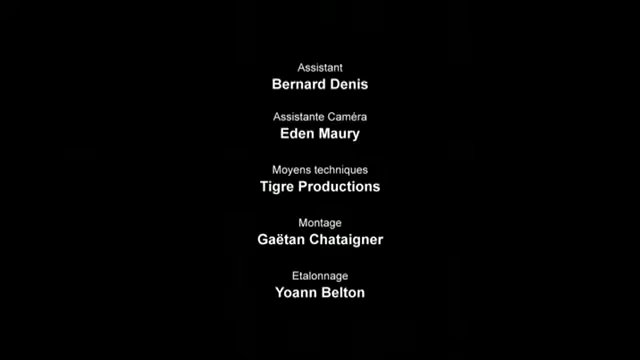 Assistant
Bernard Denis
Assistante Caméra
Eden Maury
Moyens techniques
Tigre Productions
Montage
Gaëtan Chataigner
Etalonnage
Yoann Belton